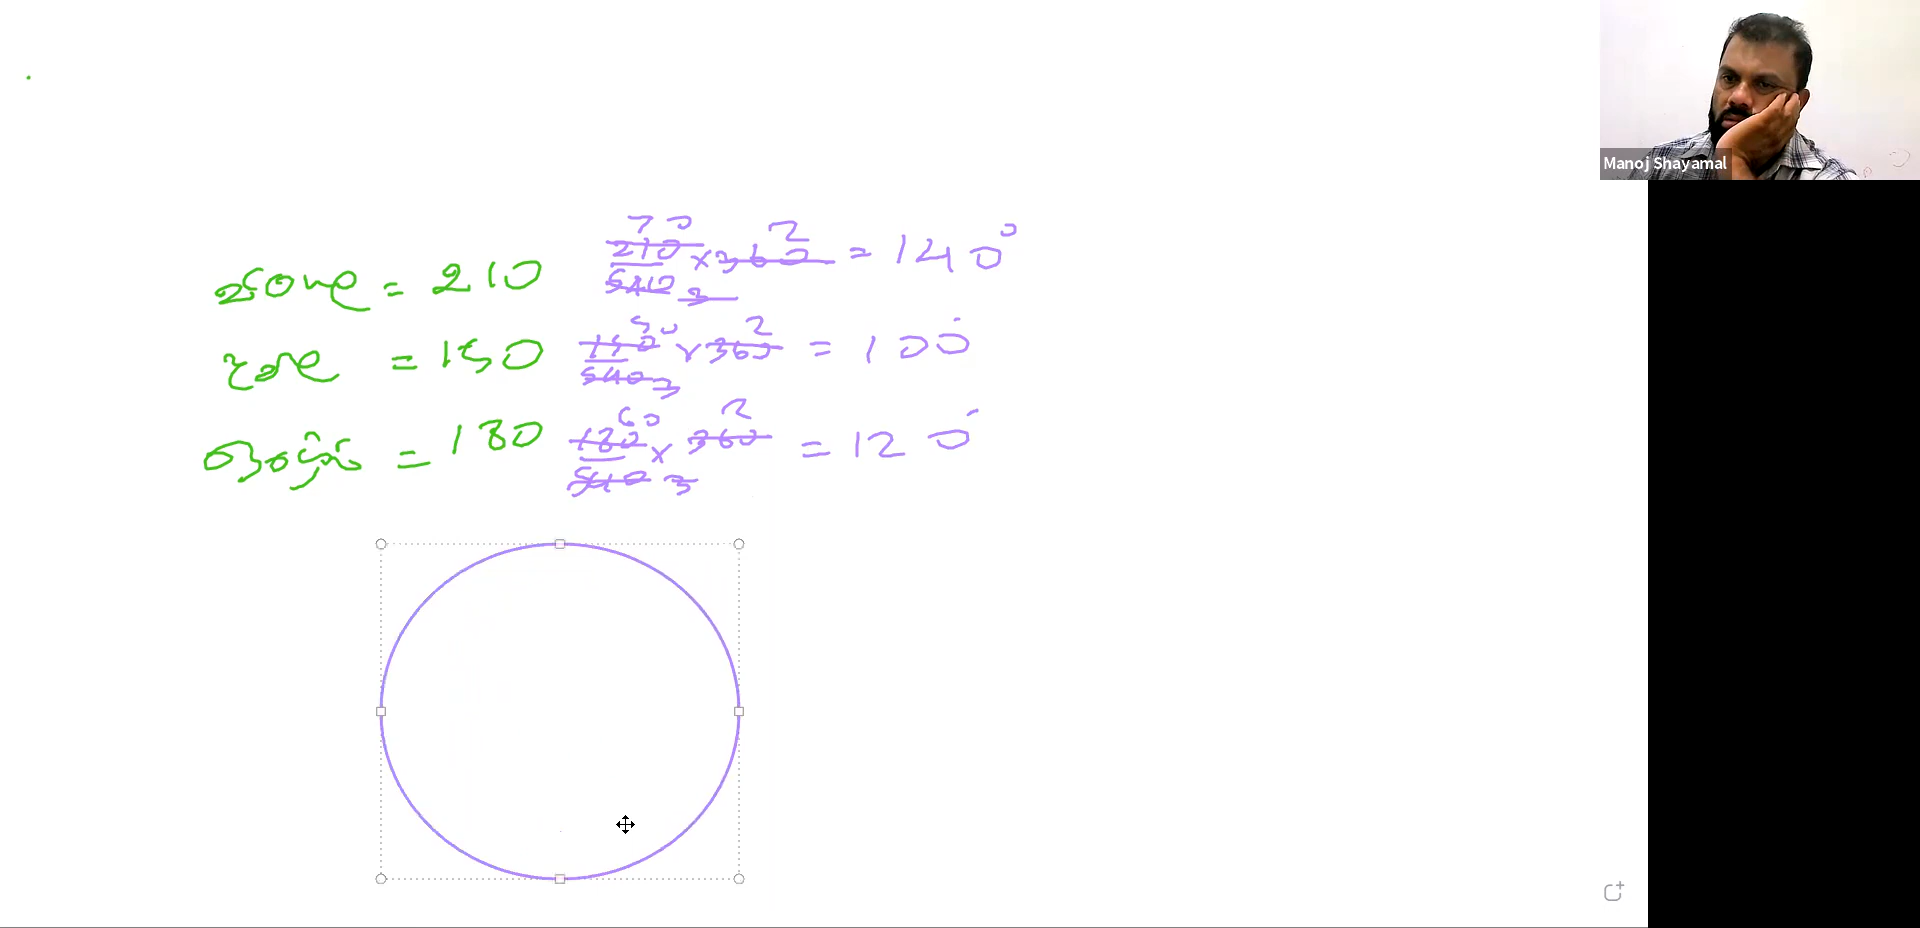 Manoj Shayamal
= 210 70 210/540 3 × 360 2 = 140°
= 150 50 150/540 3 × 360 2 = 100°
= 180 60 180/540 3 × 360 2 = 120°